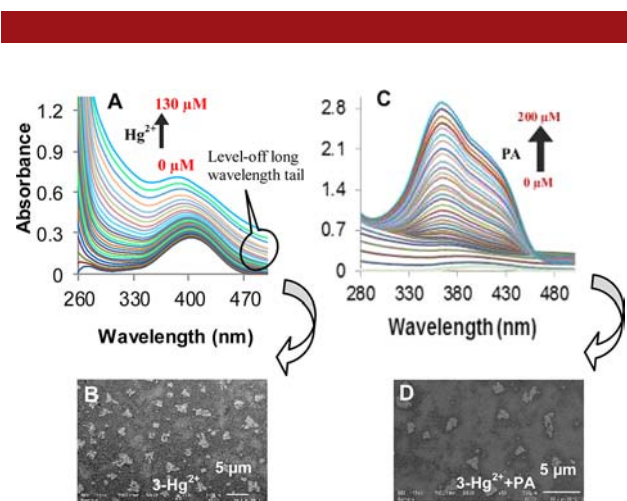 A
130 µM
Hg²⁺
0 µM
Level-off long
wavelength tail
Absorbance
1.2
0.9
0.6
0.3
0
260 330 400 470
Wavelength (nm)
B
3-Hg²⁺
5 µm
C
200 µM
PA
0 µM
2.8
2.1
1.4
0.7
0
280 330 380 430 480
Wavelength (nm)
D
3-Hg²⁺+PA
5 µm